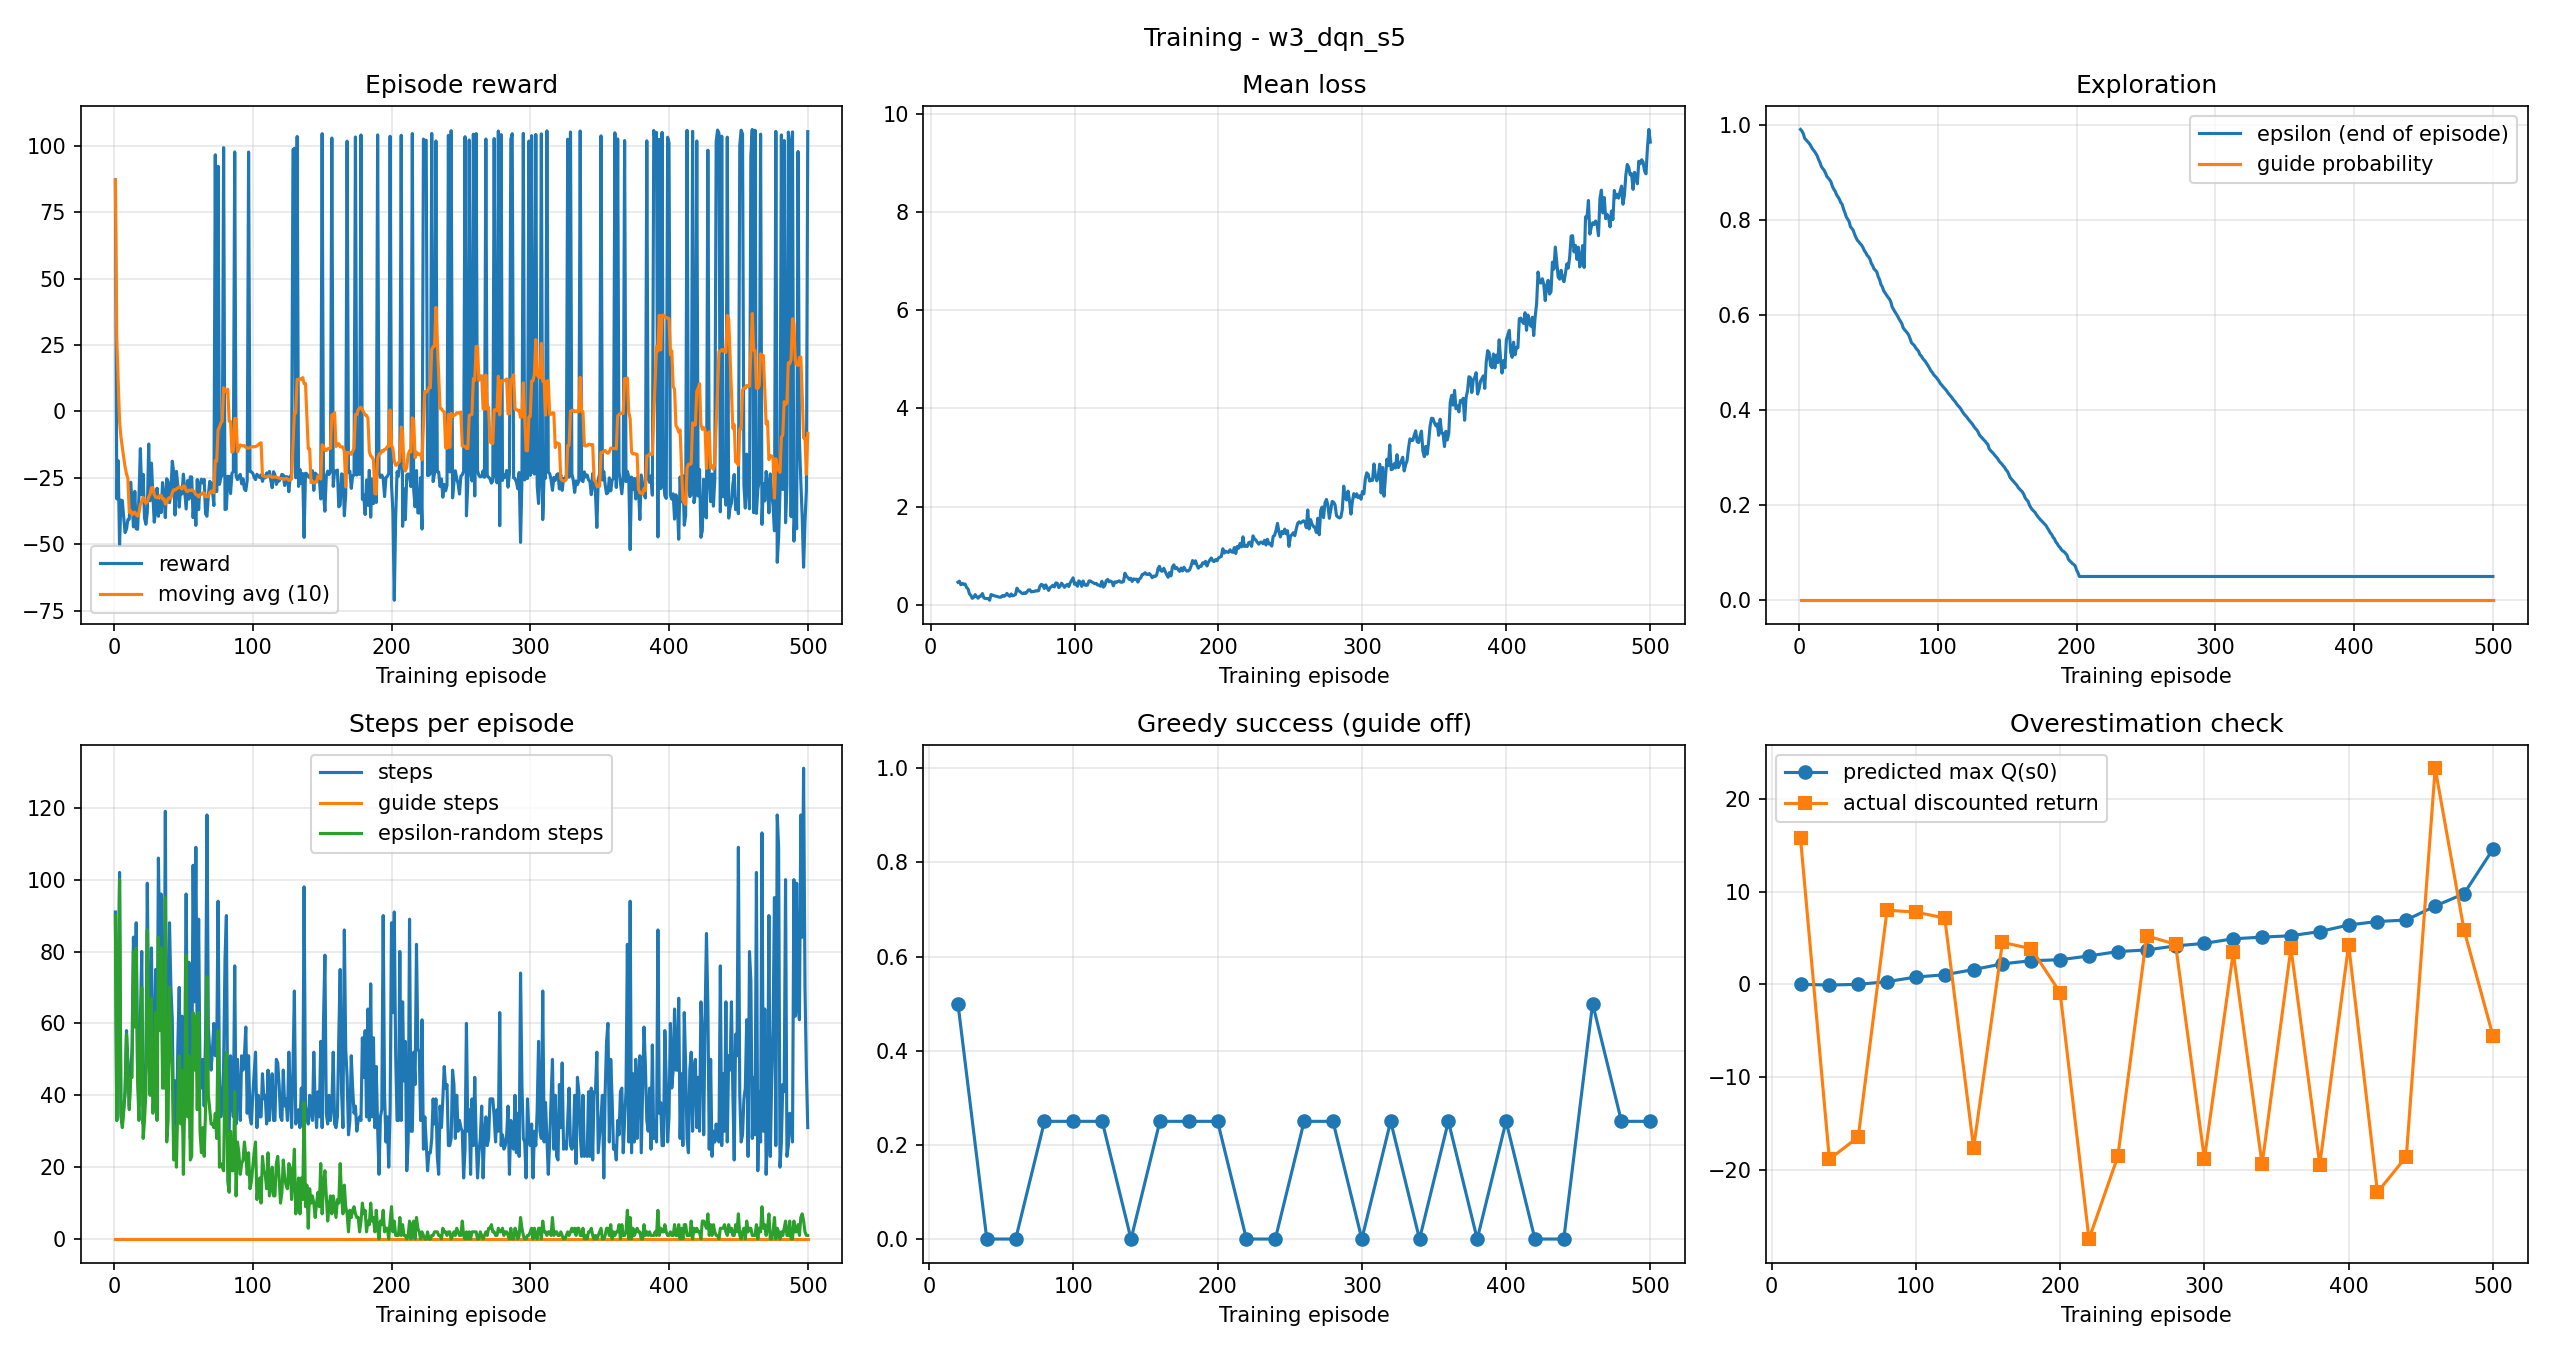 Training - w3_dqn_s5
Episode reward
100
75
50
25
0
−25
−50
−75
reward
moving avg (10)
0 100 200 300 400 500
Training episode
Mean loss
10
8
6
4
2
0
0 100 200 300 400 500
Training episode
Exploration
1.0
0.8
0.6
0.4
0.2
0.0
epsilon (end of episode)
guide probability
0 100 200 300 400 500
Training episode
Steps per episode
120
100
80
60
40
20
0
steps
guide steps
epsilon-random steps
0 100 200 300 400 500
Training episode
Greedy success (guide off)
1.0
0.8
0.6
0.4
0.2
0.0
0 100 200 300 400 500
Training episode
Overestimation check
20
10
0
−10
−20
predicted max Q(s0)
actual discounted return
0 100 200 300 400 500
Training episode